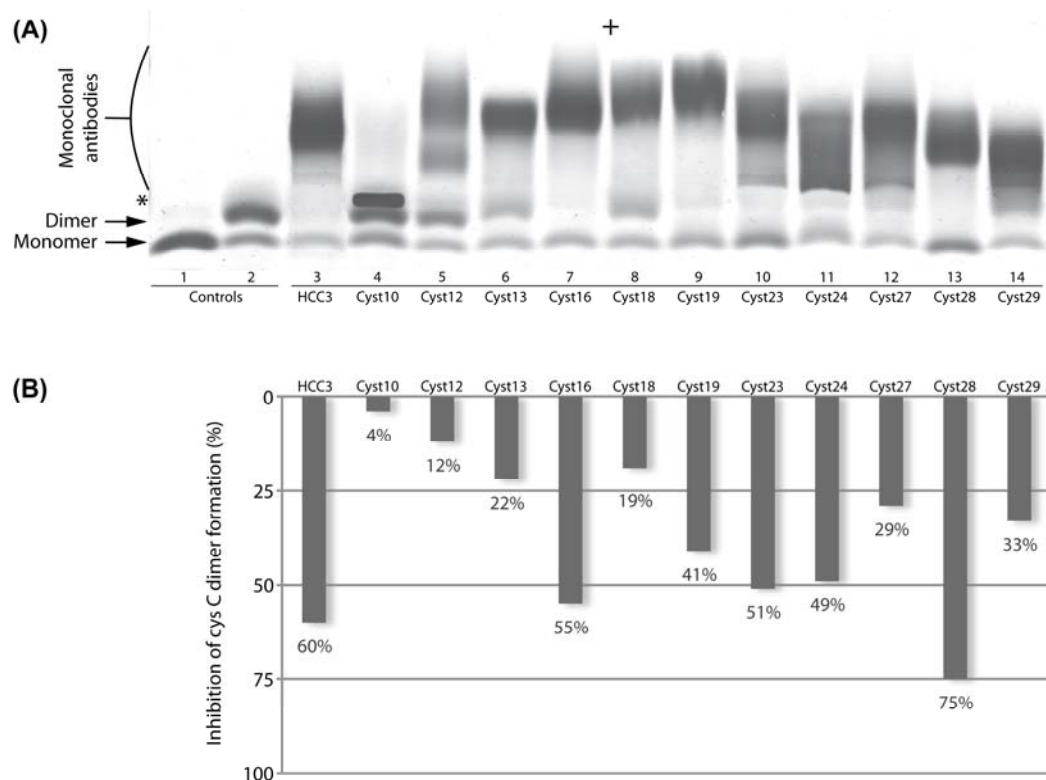 (A)
+
Monoclonal
antibodies
*
Dimer
Monomer
1 2 3 4 5 6 7 8 9 10 11 12 13 14
Controls HCC3 Cyst10 Cyst12 Cyst13 Cyst16 Cyst18 Cyst19 Cyst23 Cyst24 Cyst27 Cyst28 Cyst29
(B)
HCC3 Cyst10 Cyst12 Cyst13 Cyst16 Cyst18 Cyst19 Cyst23 Cyst24 Cyst27 Cyst28 Cyst29
Inhibition of cys C dimer formation (%)
0
25
50
75
100
60% 4% 12% 22% 55% 19% 41% 51% 49% 29% 75% 33%